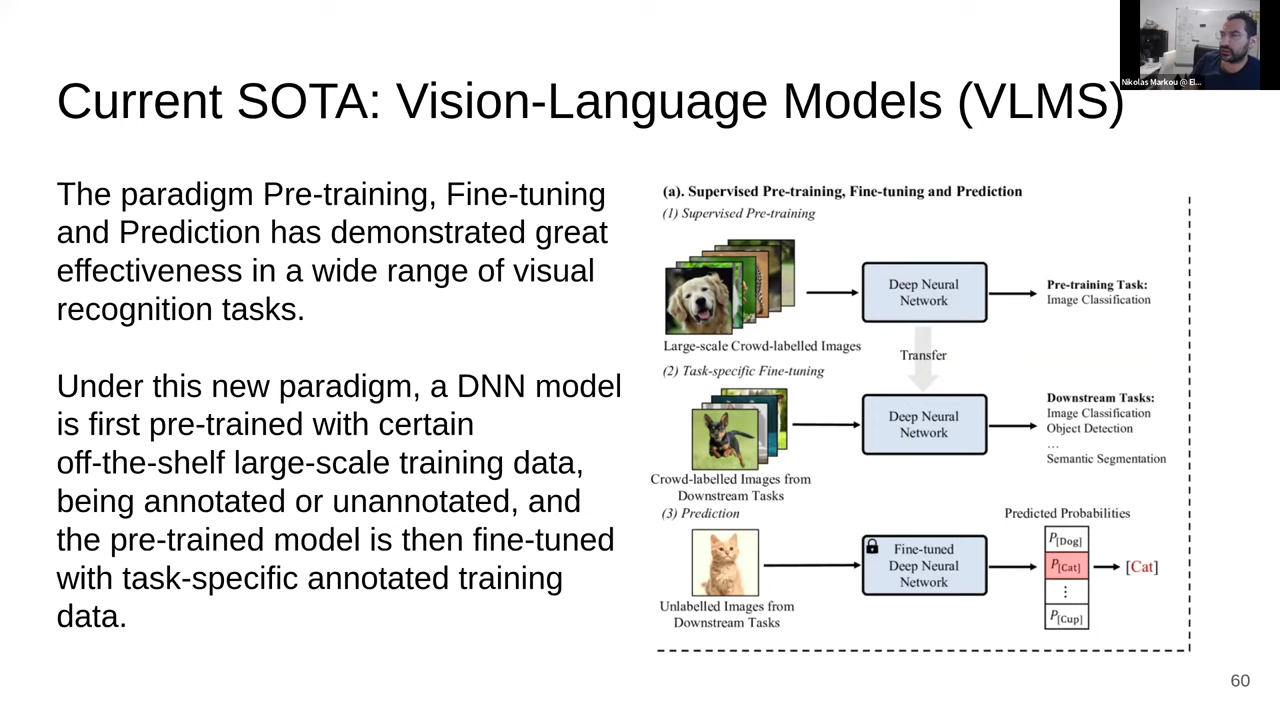 Nikolas Markou @ El...
Current SOTA: Vision-Language Models (VLMS)
The paradigm Pre-training, Fine-tuning
and Prediction has demonstrated great
effectiveness in a wide range of visual
recognition tasks.
Under this new paradigm, a DNN model
is first pre-trained with certain
off-the-shelf large-scale training data,
being annotated or unannotated, and
the pre-trained model is then fine-tuned
with task-specific annotated training
data.
(a). Supervised Pre-training, Fine-tuning and Prediction
(1) Supervised Pre-training
Deep Neural
Network
Pre-training Task:
Image Classification
Large-scale Crowd-labelled Images
Transfer
(2) Task-specific Fine-tuning
Deep Neural
Network
Downstream Tasks:
Image Classification
Object Detection
...
Semantic Segmentation
Crowd-labelled Images from
Downstream Tasks
(3) Prediction
Predicted Probabilities
Fine-tuned
Deep Neural
Network
P[Dog]
P[Cat]
⋮
P[Cup]
[Cat]
Unlabelled Images from
Downstream Tasks
60